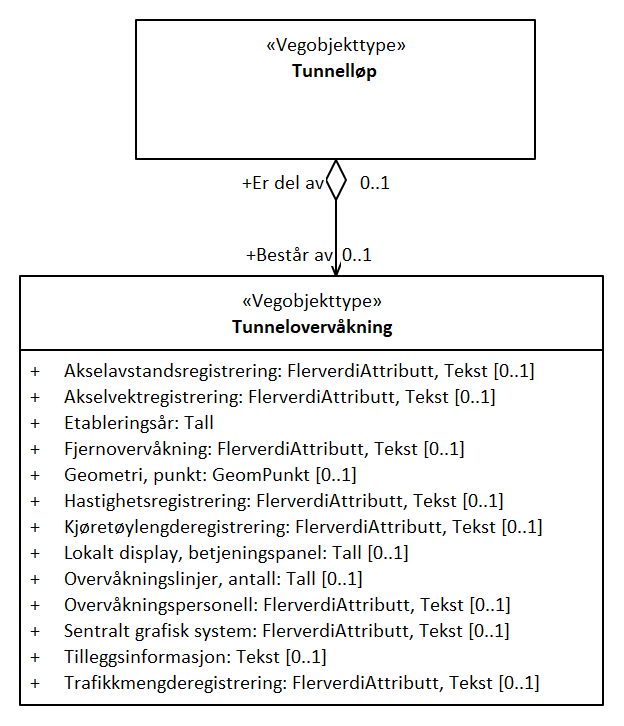 «Vegobjekttype»
Tunnelløp
+Er del av 0..1
+Består av 0..1
«Vegobjekttype»
Tunnelovervåkning
+ Akselavstandsregistrering: FlerverdiAttributt, Tekst [0..1]
+ Akselvektregistrering: FlerverdiAttributt, Tekst [0..1]
+ Etableringsår: Tall
+ Fjernovervåkning: FlerverdiAttributt, Tekst [0..1]
+ Geometri, punkt: GeomPunkt [0..1]
+ Hastighetsregistrering: FlerverdiAttributt, Tekst [0..1]
+ Kjøretøylengderegistrering: FlerverdiAttributt, Tekst [0..1]
+ Lokalt display, betjeningspanel: Tall [0..1]
+ Overvåkningslinjer, antall: Tall [0..1]
+ Overvåkningspersonell: FlerverdiAttributt, Tekst [0..1]
+ Sentralt grafisk system: FlerverdiAttributt, Tekst [0..1]
+ Tilleggsinformasjon: Tekst [0..1]
+ Trafikkmengderegistrering: FlerverdiAttributt, Tekst [0..1]